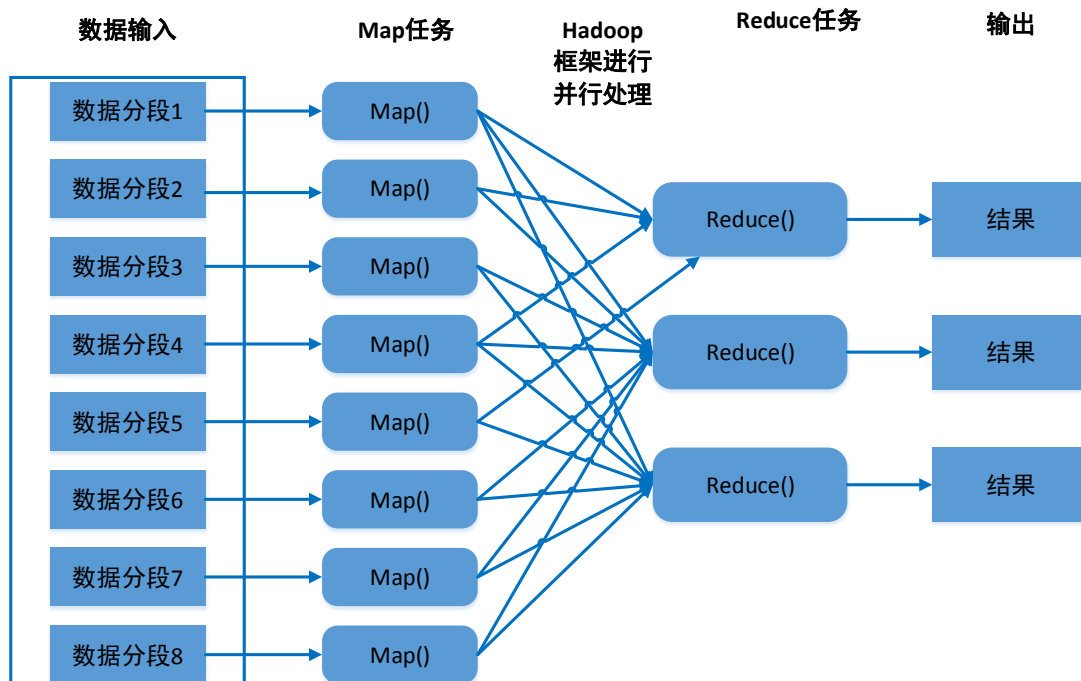 数据输入
Map任务
Hadoop
框架进行
并行处理
Reduce任务
输出
数据分段1
Map()
数据分段2
Map()
Reduce()
结果
数据分段3
Map()
数据分段4
Map()
Reduce()
结果
数据分段5
Map()
数据分段6
Map()
Reduce()
结果
数据分段7
Map()
数据分段8
Map()